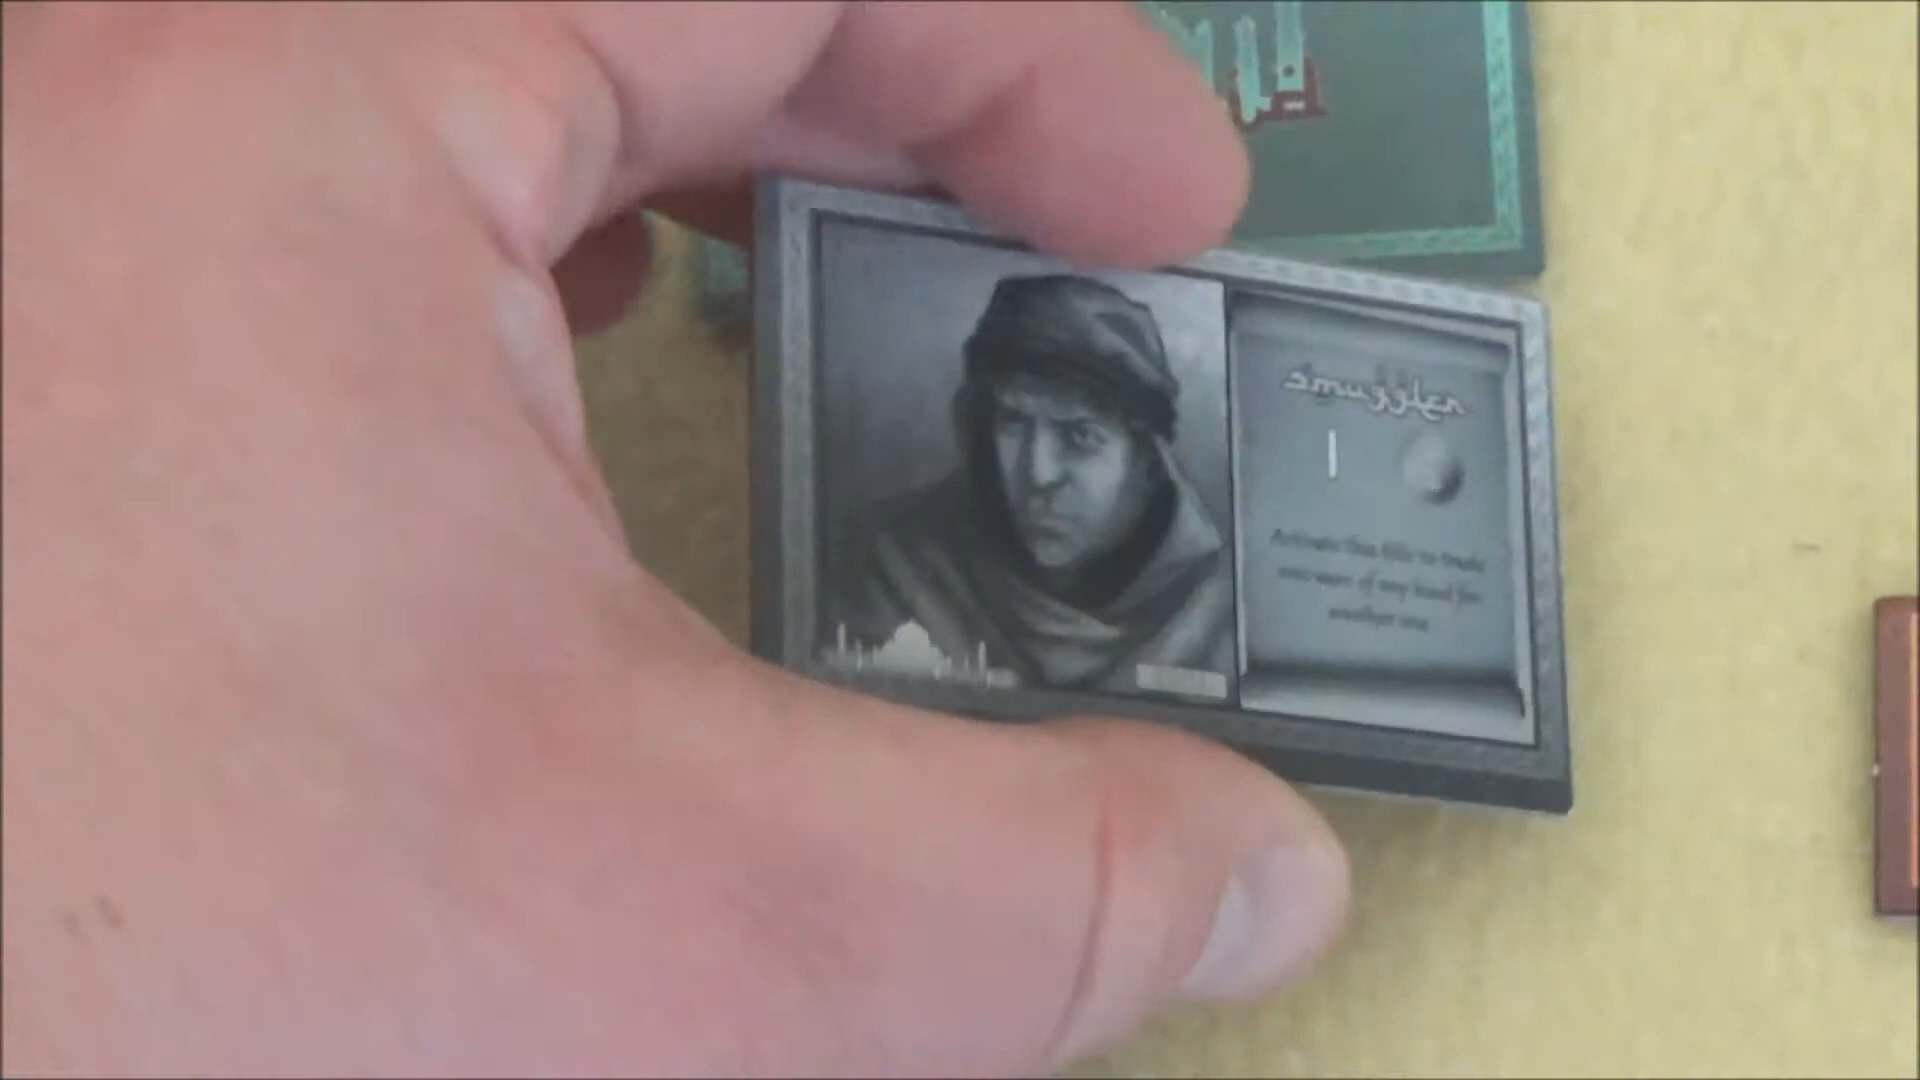 Smuggler
1
Activate this tile to trade
one ware of any kind for
another one